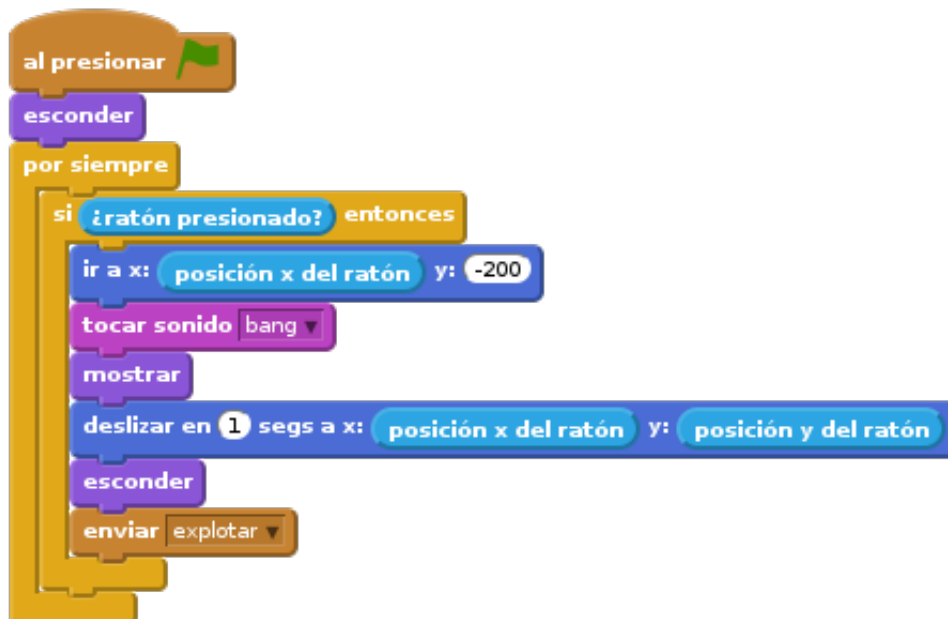 al presionar
esconder
por siempre
si ¿ratón presionado? entonces
ir a x: posición x del ratón y: -200
tocar sonido bang
mostrar
deslizar en 1 segs a x: posición x del ratón y: posición y del ratón
esconder
enviar explotar